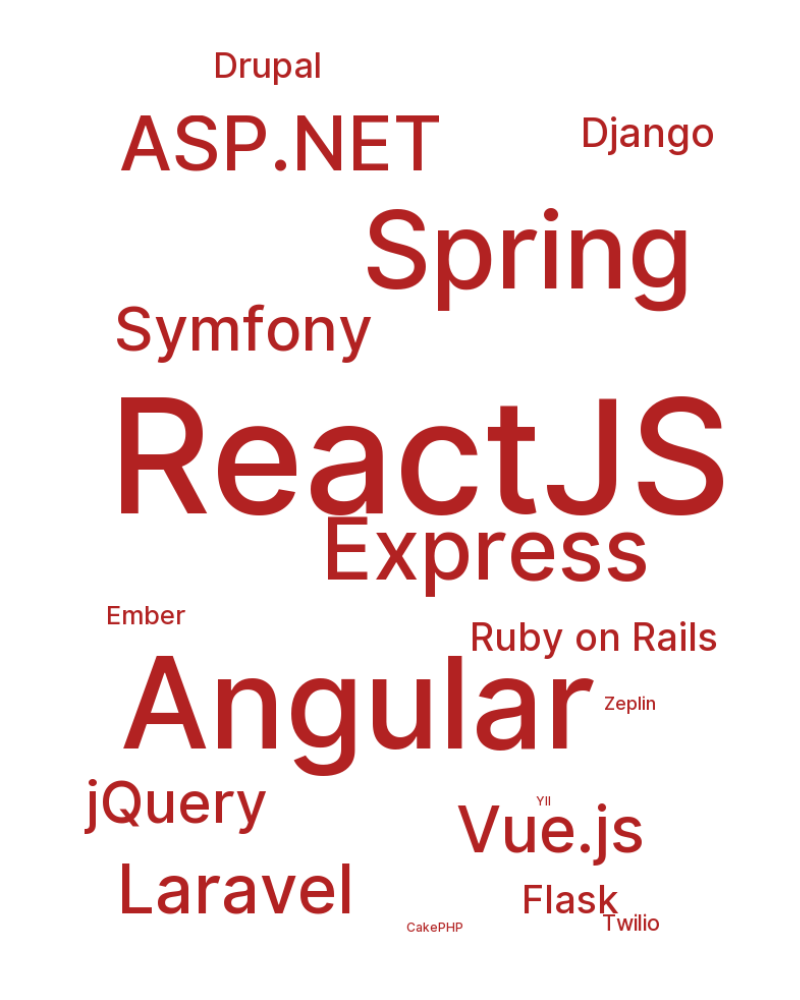 Drupal
ASP.NET
Django
Spring
Symfony
ReactJS
Express
Ember
Ruby on Rails
Angular
Zeplin
jQuery
YII
Vue.js
Laravel
Flask
Twilio
CakePHP